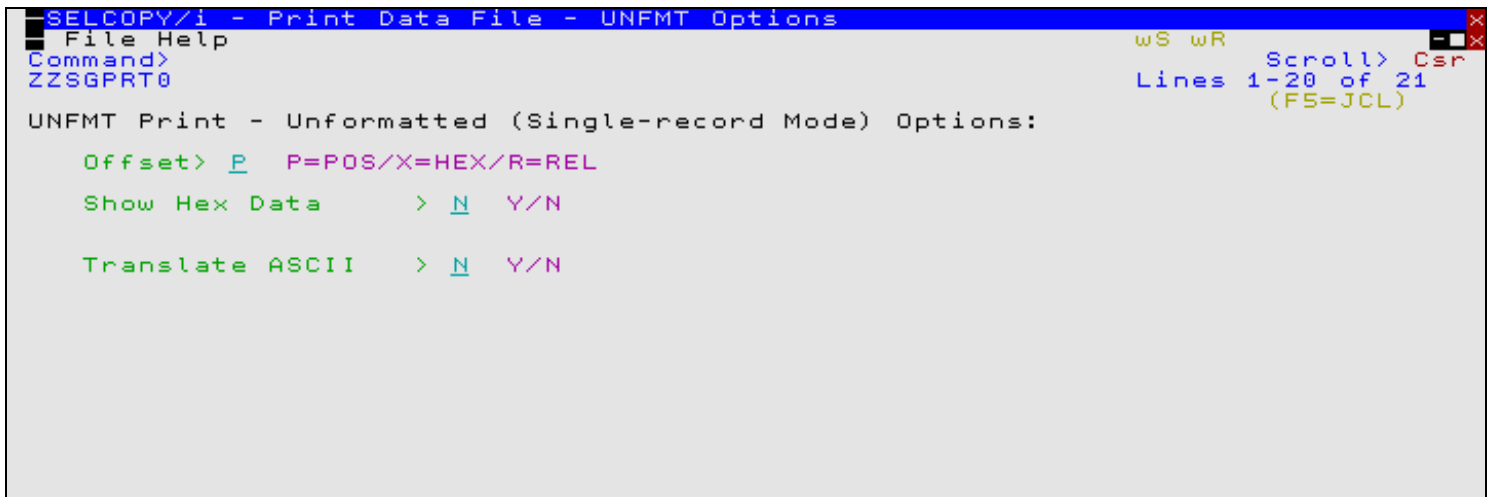 SELCOPY/i - Print Data File - UNFMT Options
File Help wS wR
Command> Scroll> Csr
ZZSGPRT0 Lines 1-20 of 21
(F5=JCL)
UNFMT Print - Unformatted (Single-record Mode) Options:
Offset> P P=POS/X=HEX/R=REL
Show Hex Data > N Y/N
Translate ASCII > N Y/N